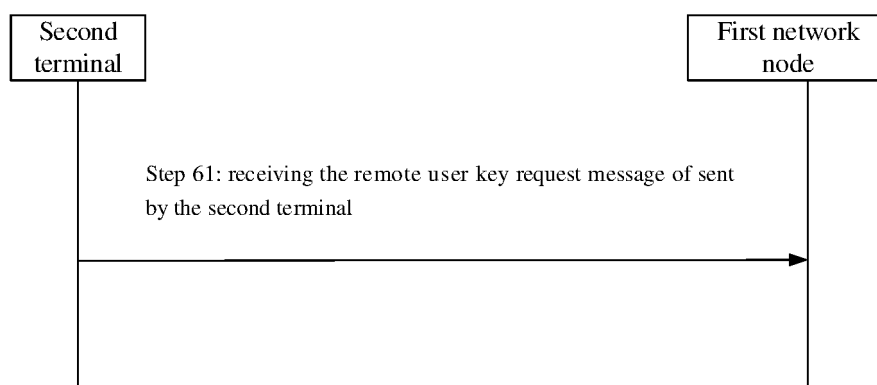 Second
terminal
First network
node
Step 61: receiving the remote user key request message of sent
by the second terminal